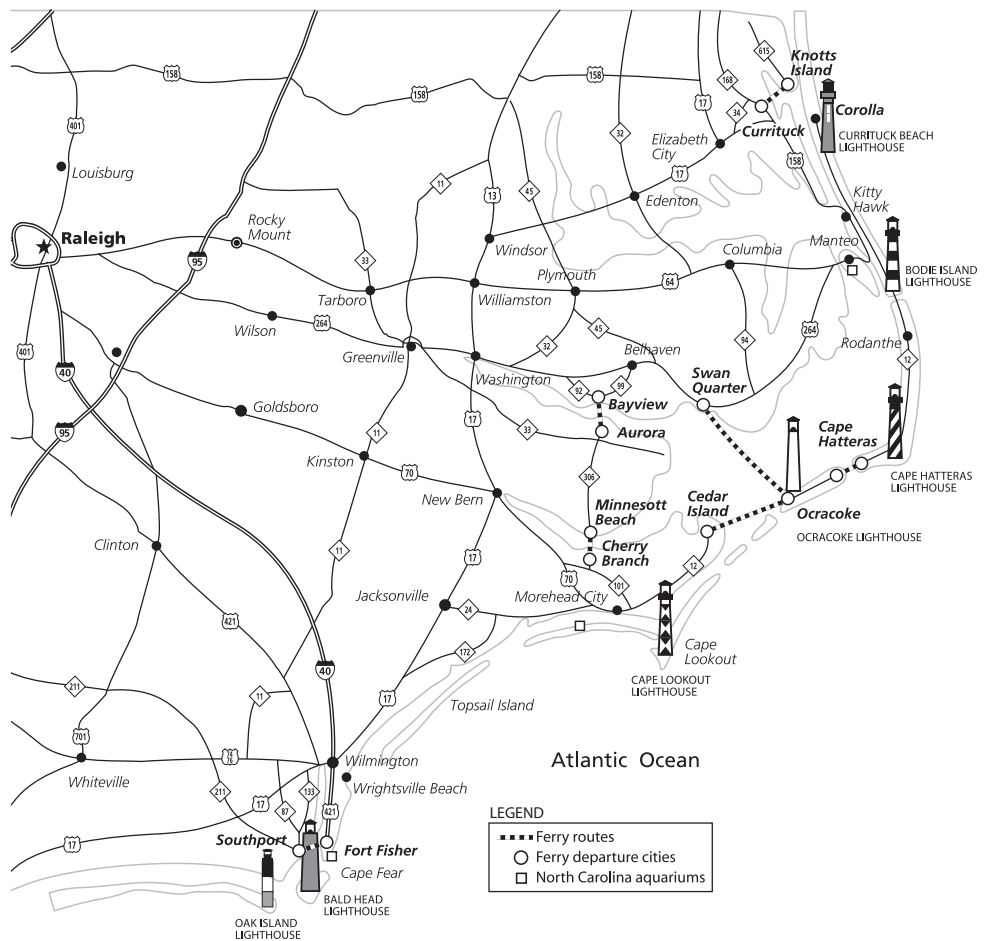 615
Knotts
Island
158
158
158
168
17
34
Corolla
Currituck
CURRITUCK BEACH
LIGHTHOUSE
401
32
Elizabeth
City
158
Louisburg
11
45
17
13
Edenton
Kitty
Hawk
Raleigh
Rocky
Mount
Windsor
Columbia
Manteo
95
33
Plymouth
64
BODIE ISLAND
LIGHTHOUSE
Tarboro
Williamston
Wilson
264
45
264
401
Greenville
32
94
Rodanthe
40
Belhaven
12
Washington
Swan
Quarter
92
99
Bayview
Goldsboro
17
Aurora
33
Cape
Hatteras
95
11
Kinston
70
306
CAPE HATTERAS
LIGHTHOUSE
New Bern
Minnesott
Beach
Cedar
Island
Ocracoke
OCRACOKE LIGHTHOUSE
Clinton
11
17
Cherry
Branch
70
101
12
Jacksonville
24
Morehead City
421
172
Cape
Lookout
40
CAPE LOOKOUT
LIGHTHOUSE
211
11
17
Topsail Island
701
74
76
Wilmington
Atlantic Ocean
Whiteville
Wrightsville Beach
211
17
87
133
421
17
Southport
Fort Fisher
Cape Fear
BALD HEAD
LIGHTHOUSE
OAK ISLAND
LIGHTHOUSE
LEGEND
Ferry routes
Ferry departure cities
North Carolina aquariums